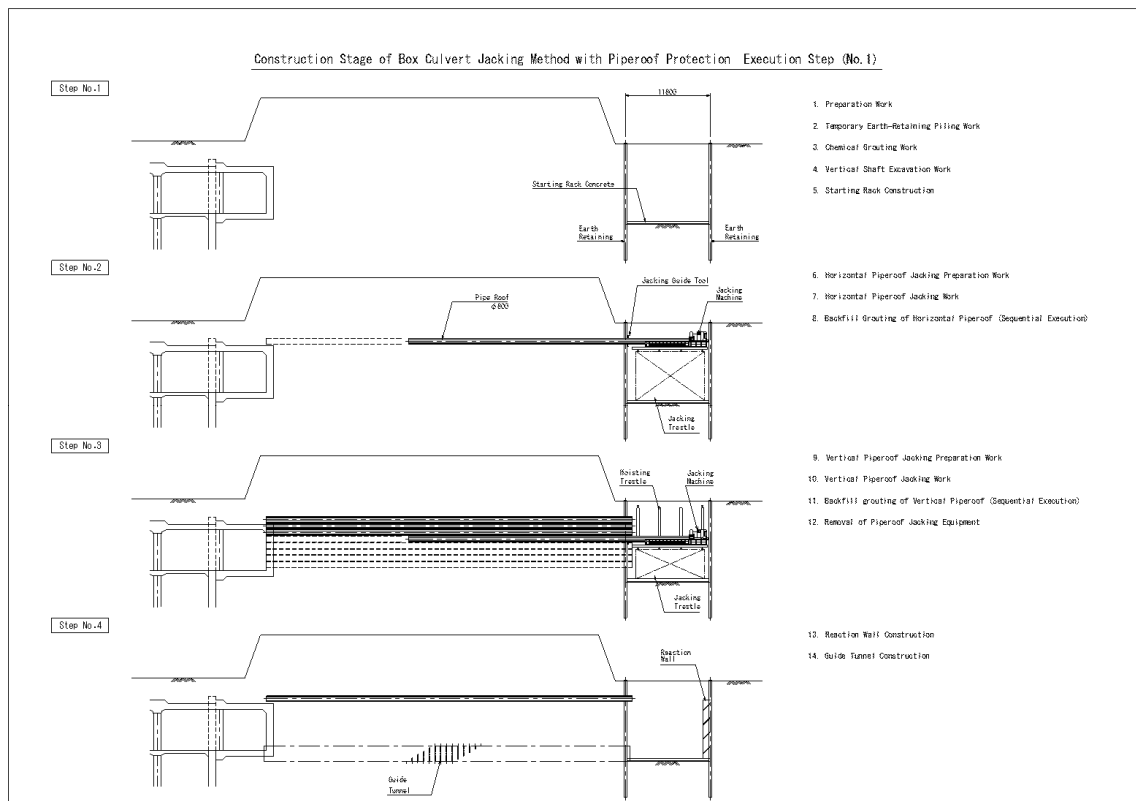 Construction Stage of Box Culvert Jacking Method with Piperoof Protection Execution Step (No.1)
Step No.1
11800
Starting Rack Concrete
Earth
Retaining
Earth
Retaining
1. Preparation Work
2. Temporary Earth-Retaining Piling Work
3. Chemical Grouting Work
4. Vertical Shaft Excavation Work
5. Starting Rack Construction
Step No.2
Pipe Roof
φ800
Jacking Guide Tool
Jacking
Machine
Jacking
Trestle
6. Horizontal Piperoof Jacking Preparation Work
7. Horizontal Piperoof Jacking Work
8. Backfill Grouting of Horizontal Piperoof (Sequential Execution)
Step No.3
Hoisting
Trestle
Jacking
Machine
Jacking
Trestle
9. Vertical Piperoof Jacking Preparation Work
10. Vertical Piperoof Jacking Work
11. Backfill grouting of Vertical Piperoof (Sequential Execution)
12. Removal of Piperoof Jacking Equipment
Step No.4
Reaction
Wall
Guide
Tunnel
13. Reaction Wall Construction
14. Guide Tunnel Construction